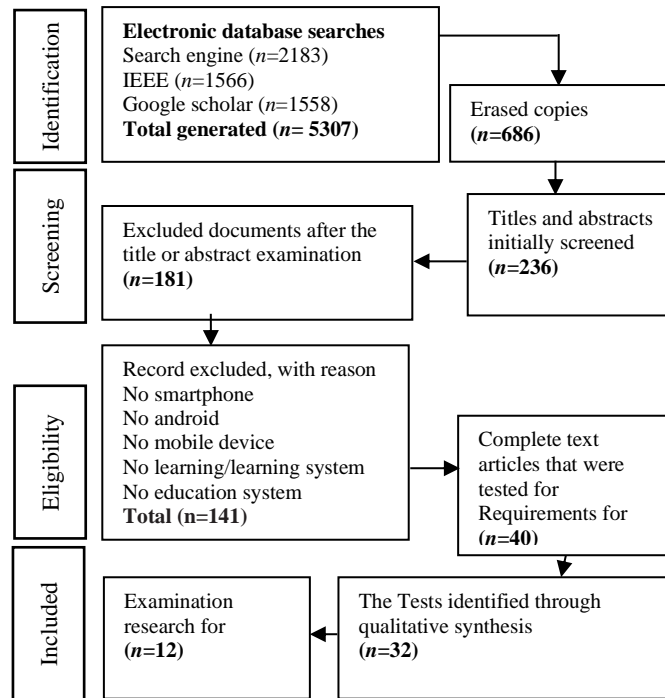 Identification
Electronic database searches
Search engine (n=2183)
IEEE (n=1566)
Google scholar (n=1558)
Total generated (n= 5307)
Erased copies
(n=686)
Screening
Titles and abstracts
initially screened
(n=236)
Excluded documents after the
title or abstract examination
(n=181)
Eligibility
Record excluded, with reason
No smartphone
No android
No mobile device
No learning/learning system
No education system
Total (n=141)
Complete text
articles that were
tested for
Requirements for
(n=40)
Included
The Tests identified through
qualitative synthesis
(n=32)
Examination
research for
(n=12)